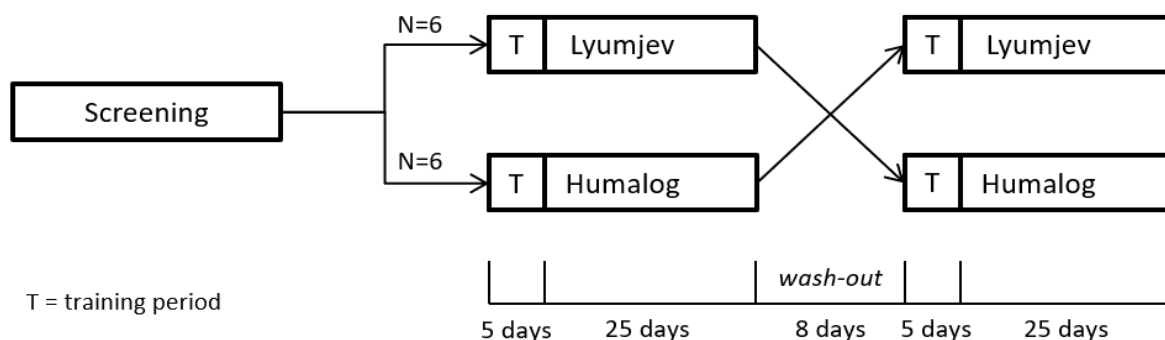 N=6
T Lyumjev
T Lyumjev
Screening
N=6
T Humalog
T Humalog
wash-out
T = training period
5 days 25 days 8 days 5 days 25 days